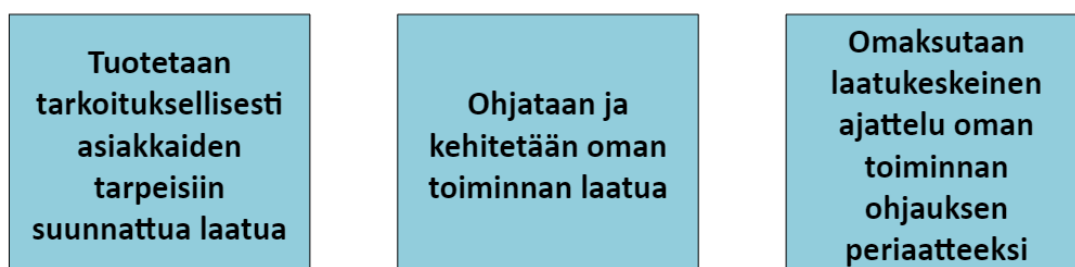 Tuotetaan
tarkoituksellisesti
asiakkaiden
tarpeisiin
suunnattua laatua
Ohjataan ja
kehitetään oman
toiminnan laatua
Omaksutaan
laatukeskeinen
ajattelu oman
toiminnan
ohjauksen
periaatteeksi